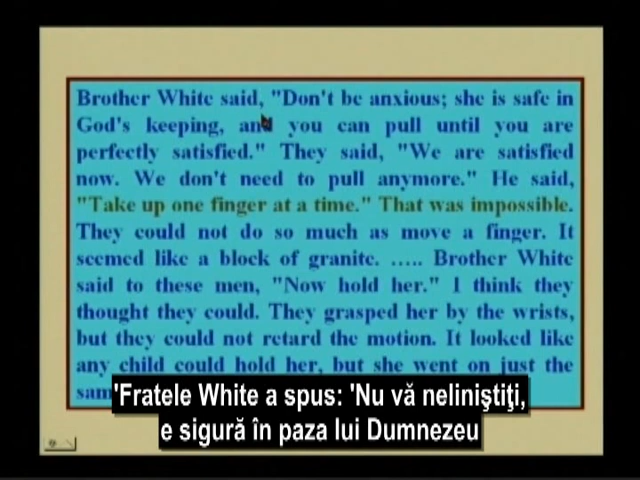 Brother White said, "Don't be anxious; she is safe in
God's keeping, and you can pull until you are
perfectly satisfied." They said, "We are satisfied
now. We don't need to pull anymore." He said,
"Take up one finger at a time." That was impossible.
They could not do so much as move a finger. It
seemed like a block of granite. ….. Brother White
said to these men, "Now hold her." I think they
thought they could. They grasped her by the wrists,
but they could not retard the motion. It looked like
any child could hold her, but she went on just the
'Fratele White a spus: 'Nu vă neliniştiţi,
e sigură în paza lui Dumnezeu